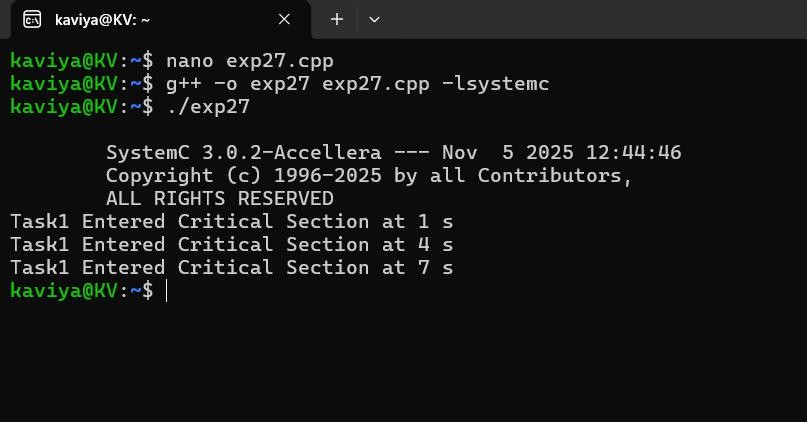 kaviya@KV: ~
kaviya@KV:~$ nano exp27.cpp
kaviya@KV:~$ g++ -o exp27 exp27.cpp -lsystemc
kaviya@KV:~$ ./exp27
SystemC 3.0.2-Accellera --- Nov  5 2025 12:44:46
Copyright (c) 1996-2025 by all Contributors,
ALL RIGHTS RESERVED
Task1 Entered Critical Section at 1 s
Task1 Entered Critical Section at 4 s
Task1 Entered Critical Section at 7 s
kaviya@KV:~$